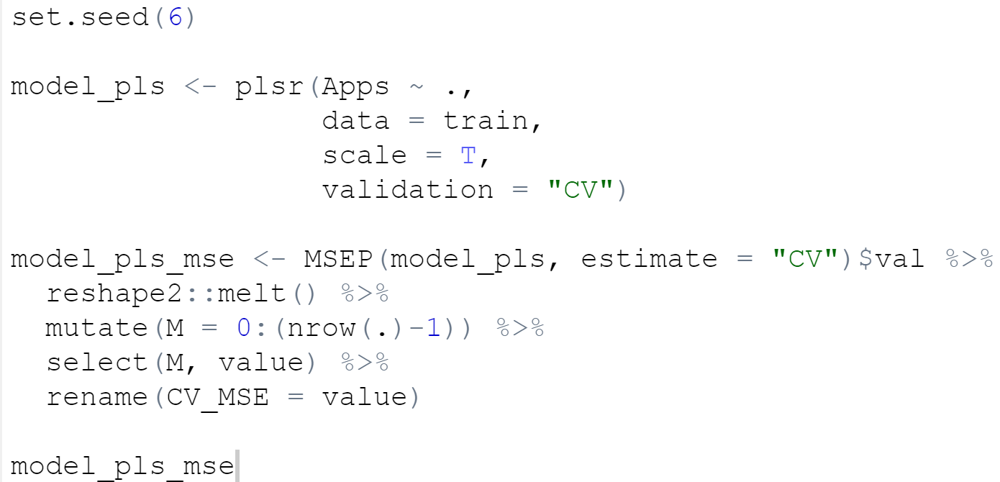 set.seed(6)

model_pls <- plsr(Apps ~ .,
                  data = train,
                  scale = T,
                  validation = "CV")

model_pls_mse <- MSEP(model_pls, estimate = "CV")$val %>%
  reshape2::melt() %>%
  mutate(M = 0:(nrow(.)-1)) %>%
  select(M, value) %>%
  rename(CV_MSE = value)

model_pls_mse